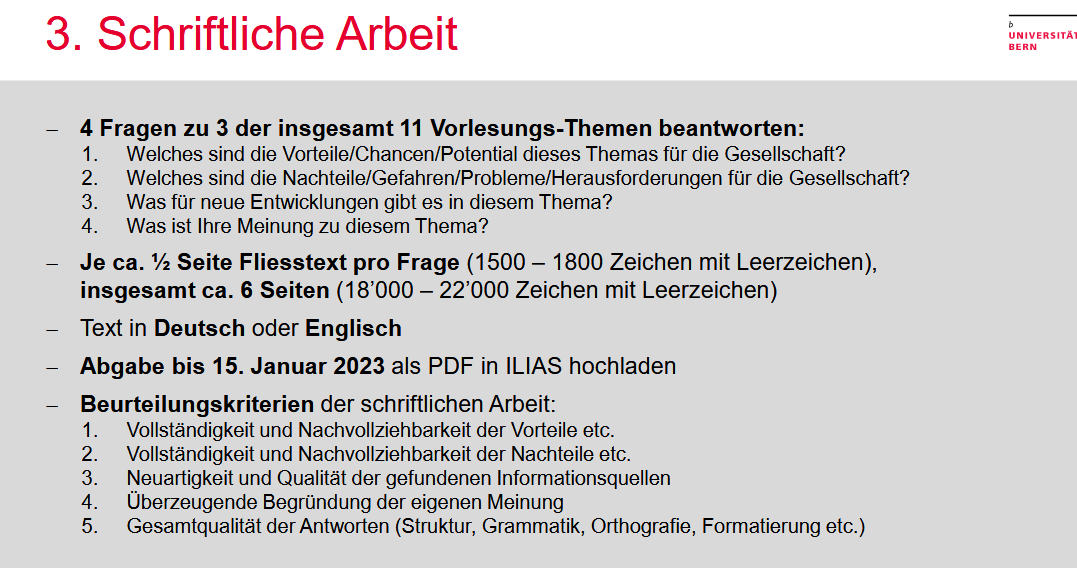 3. Schriftliche Arbeit
b
UNIVERSITÄT
BERN
– 4 Fragen zu 3 der insgesamt 11 Vorlesungs-Themen beantworten:
1. Welches sind die Vorteile/Chancen/Potential dieses Themas für die Gesellschaft?
2. Welches sind die Nachteile/Gefahren/Probleme/Herausforderungen für die Gesellschaft?
3. Was für neue Entwicklungen gibt es in diesem Thema?
4. Was ist Ihre Meinung zu diesem Thema?
– Je ca. ½ Seite Fliesstext pro Frage (1500 – 1800 Zeichen mit Leerzeichen),
insgesamt ca. 6 Seiten (18’000 – 22’000 Zeichen mit Leerzeichen)
– Text in Deutsch oder Englisch
– Abgabe bis 15. Januar 2023 als PDF in ILIAS hochladen
– Beurteilungskriterien der schriftlichen Arbeit:
1. Vollständigkeit und Nachvollziehbarkeit der Vorteile etc.
2. Vollständigkeit und Nachvollziehbarkeit der Nachteile etc.
3. Neuartigkeit und Qualität der gefundenen Informationsquellen
4. Überzeugende Begründung der eigenen Meinung
5. Gesamtqualität der Antworten (Struktur, Grammatik, Orthografie, Formatierung etc.)